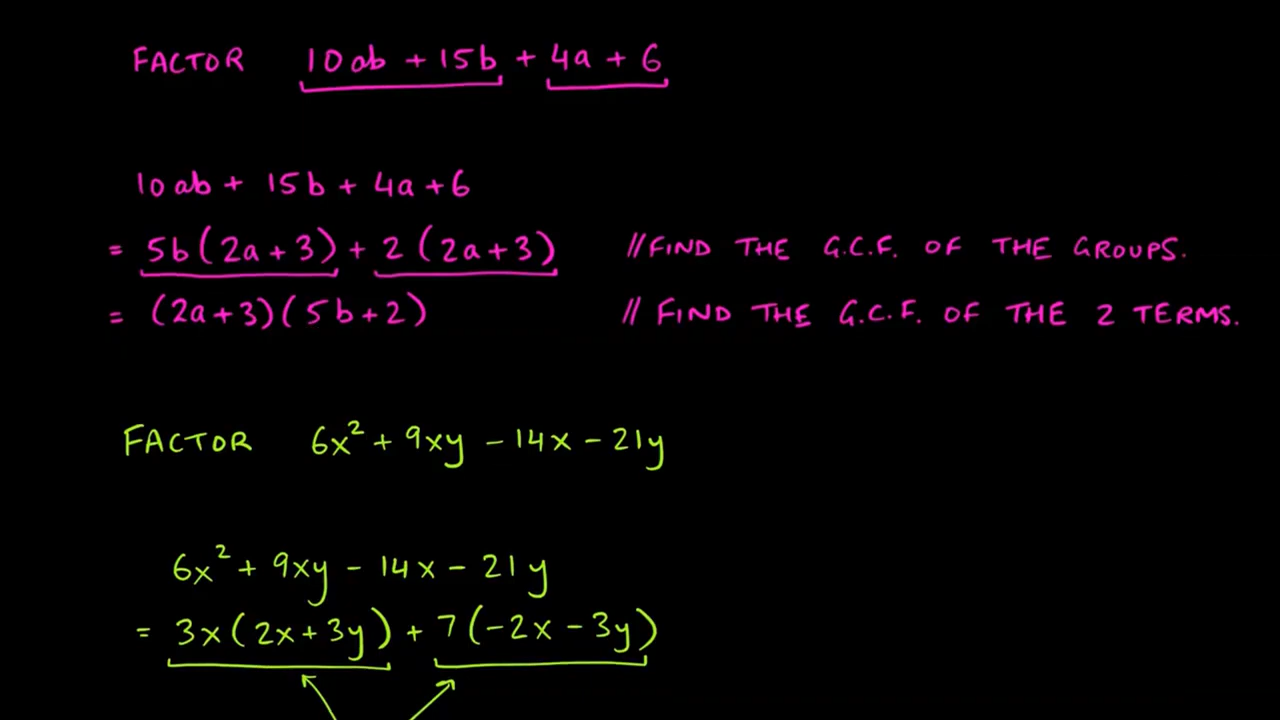 FACTOR 10ab + 15b + 4a + 6
10ab + 15b + 4a + 6
= 5b(2a + 3) + 2(2a + 3) //FIND THE G.C.F. OF THE GROUPS.
= (2a + 3)(5b + 2) // FIND THE G.C.F. OF THE 2 TERMS.
FACTOR 6x² + 9xy - 14x - 21y
6x² + 9xy - 14x - 21y
= 3x(2x + 3y) + 7(-2x - 3y)